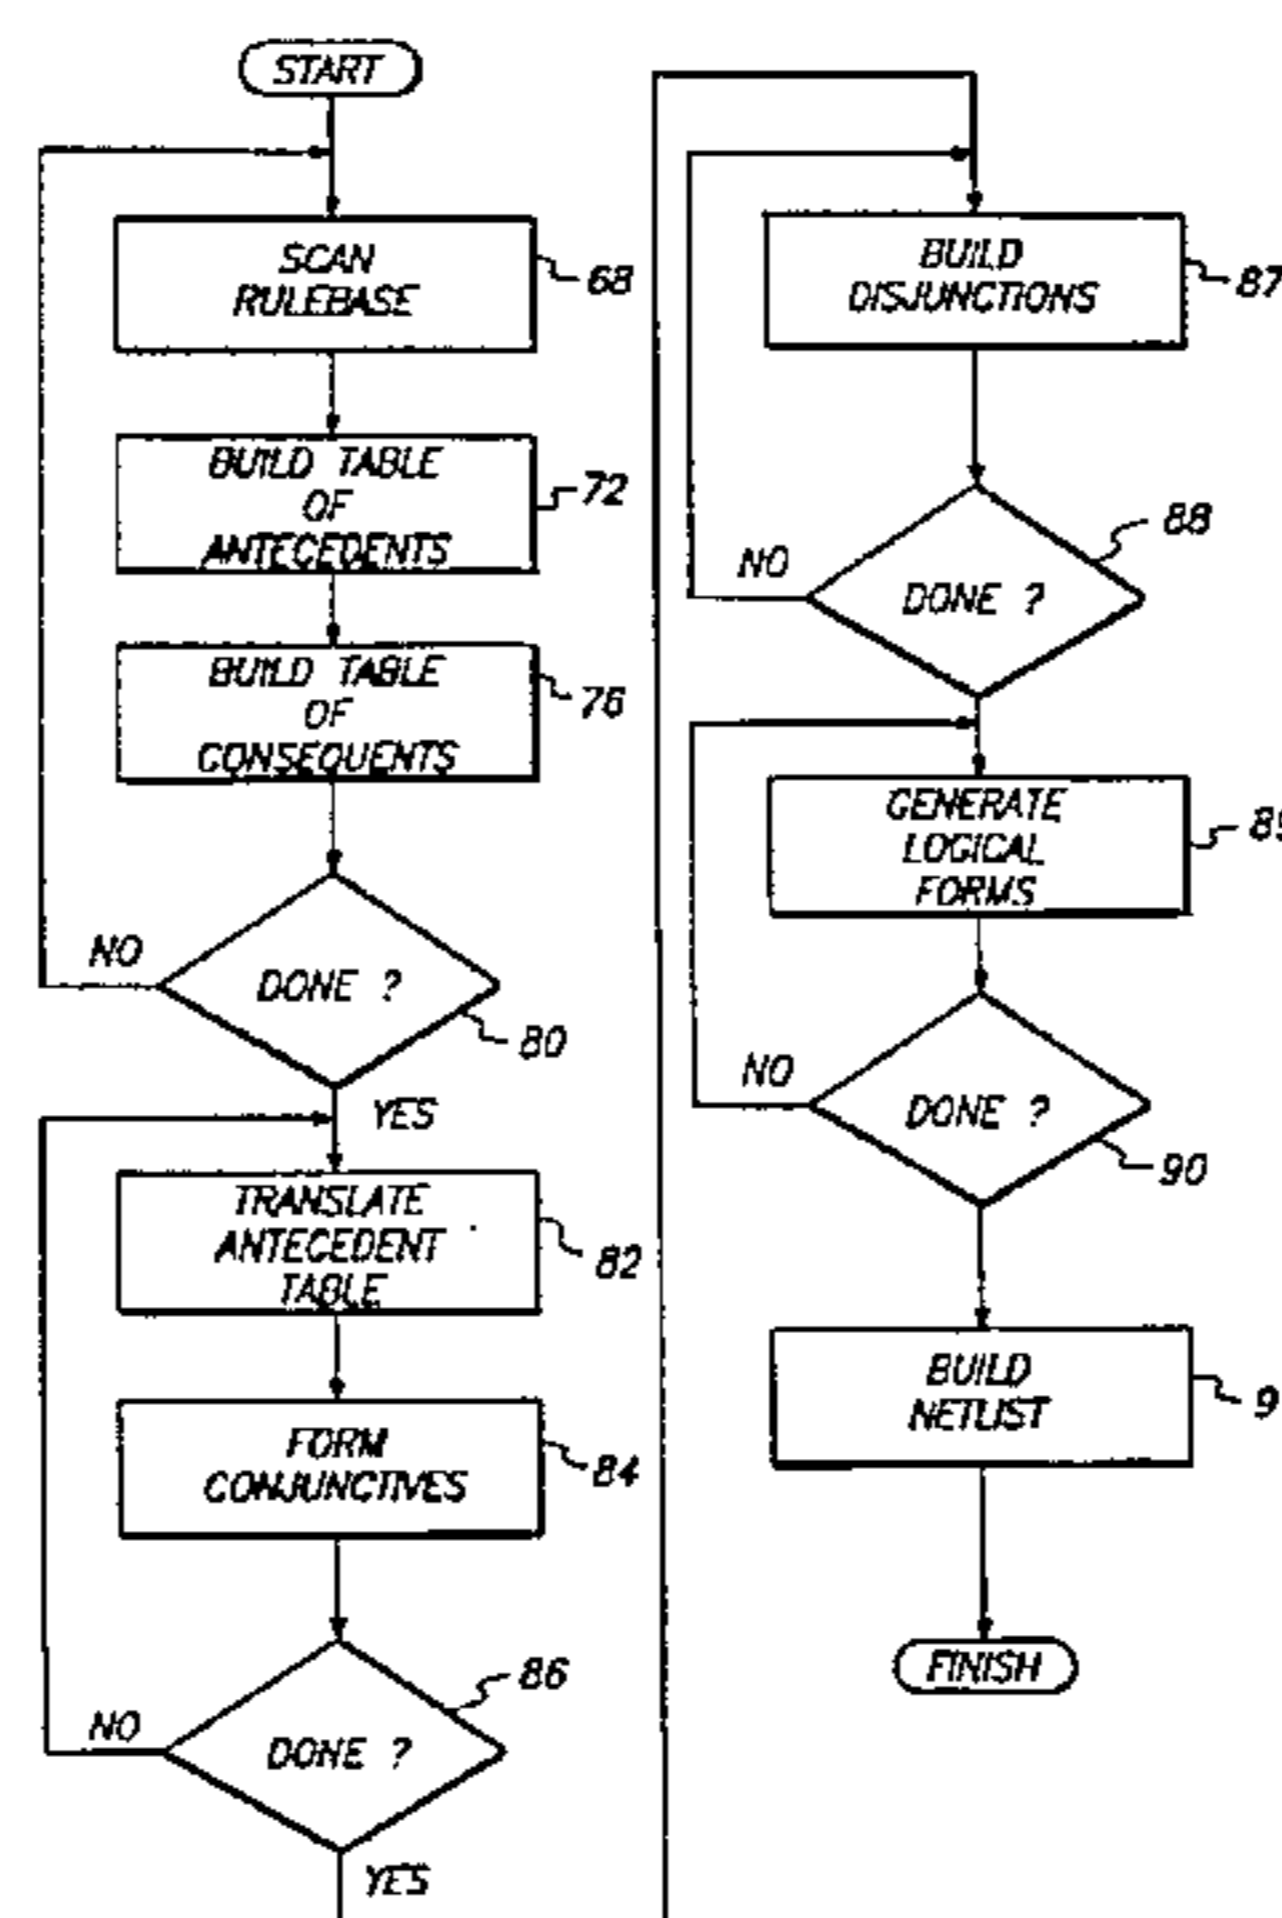 START
SCAN
RULEBASE
68
BUILD TABLE
OF
ANTECEDENTS
72
BUILD TABLE
OF
CONSEQUENTS
76
NO
DONE ?
80
YES
TRANSLATE
ANTECEDENT
TABLE
82
FORM
CONJUNCTIVES
84
NO
DONE ?
86
YES
BUILD
DISJUNCTIONS
87
NO
DONE ?
88
GENERATE
LOGICAL
FORMS
89
NO
DONE ?
90
BUILD
NETLIST
9
FINISH